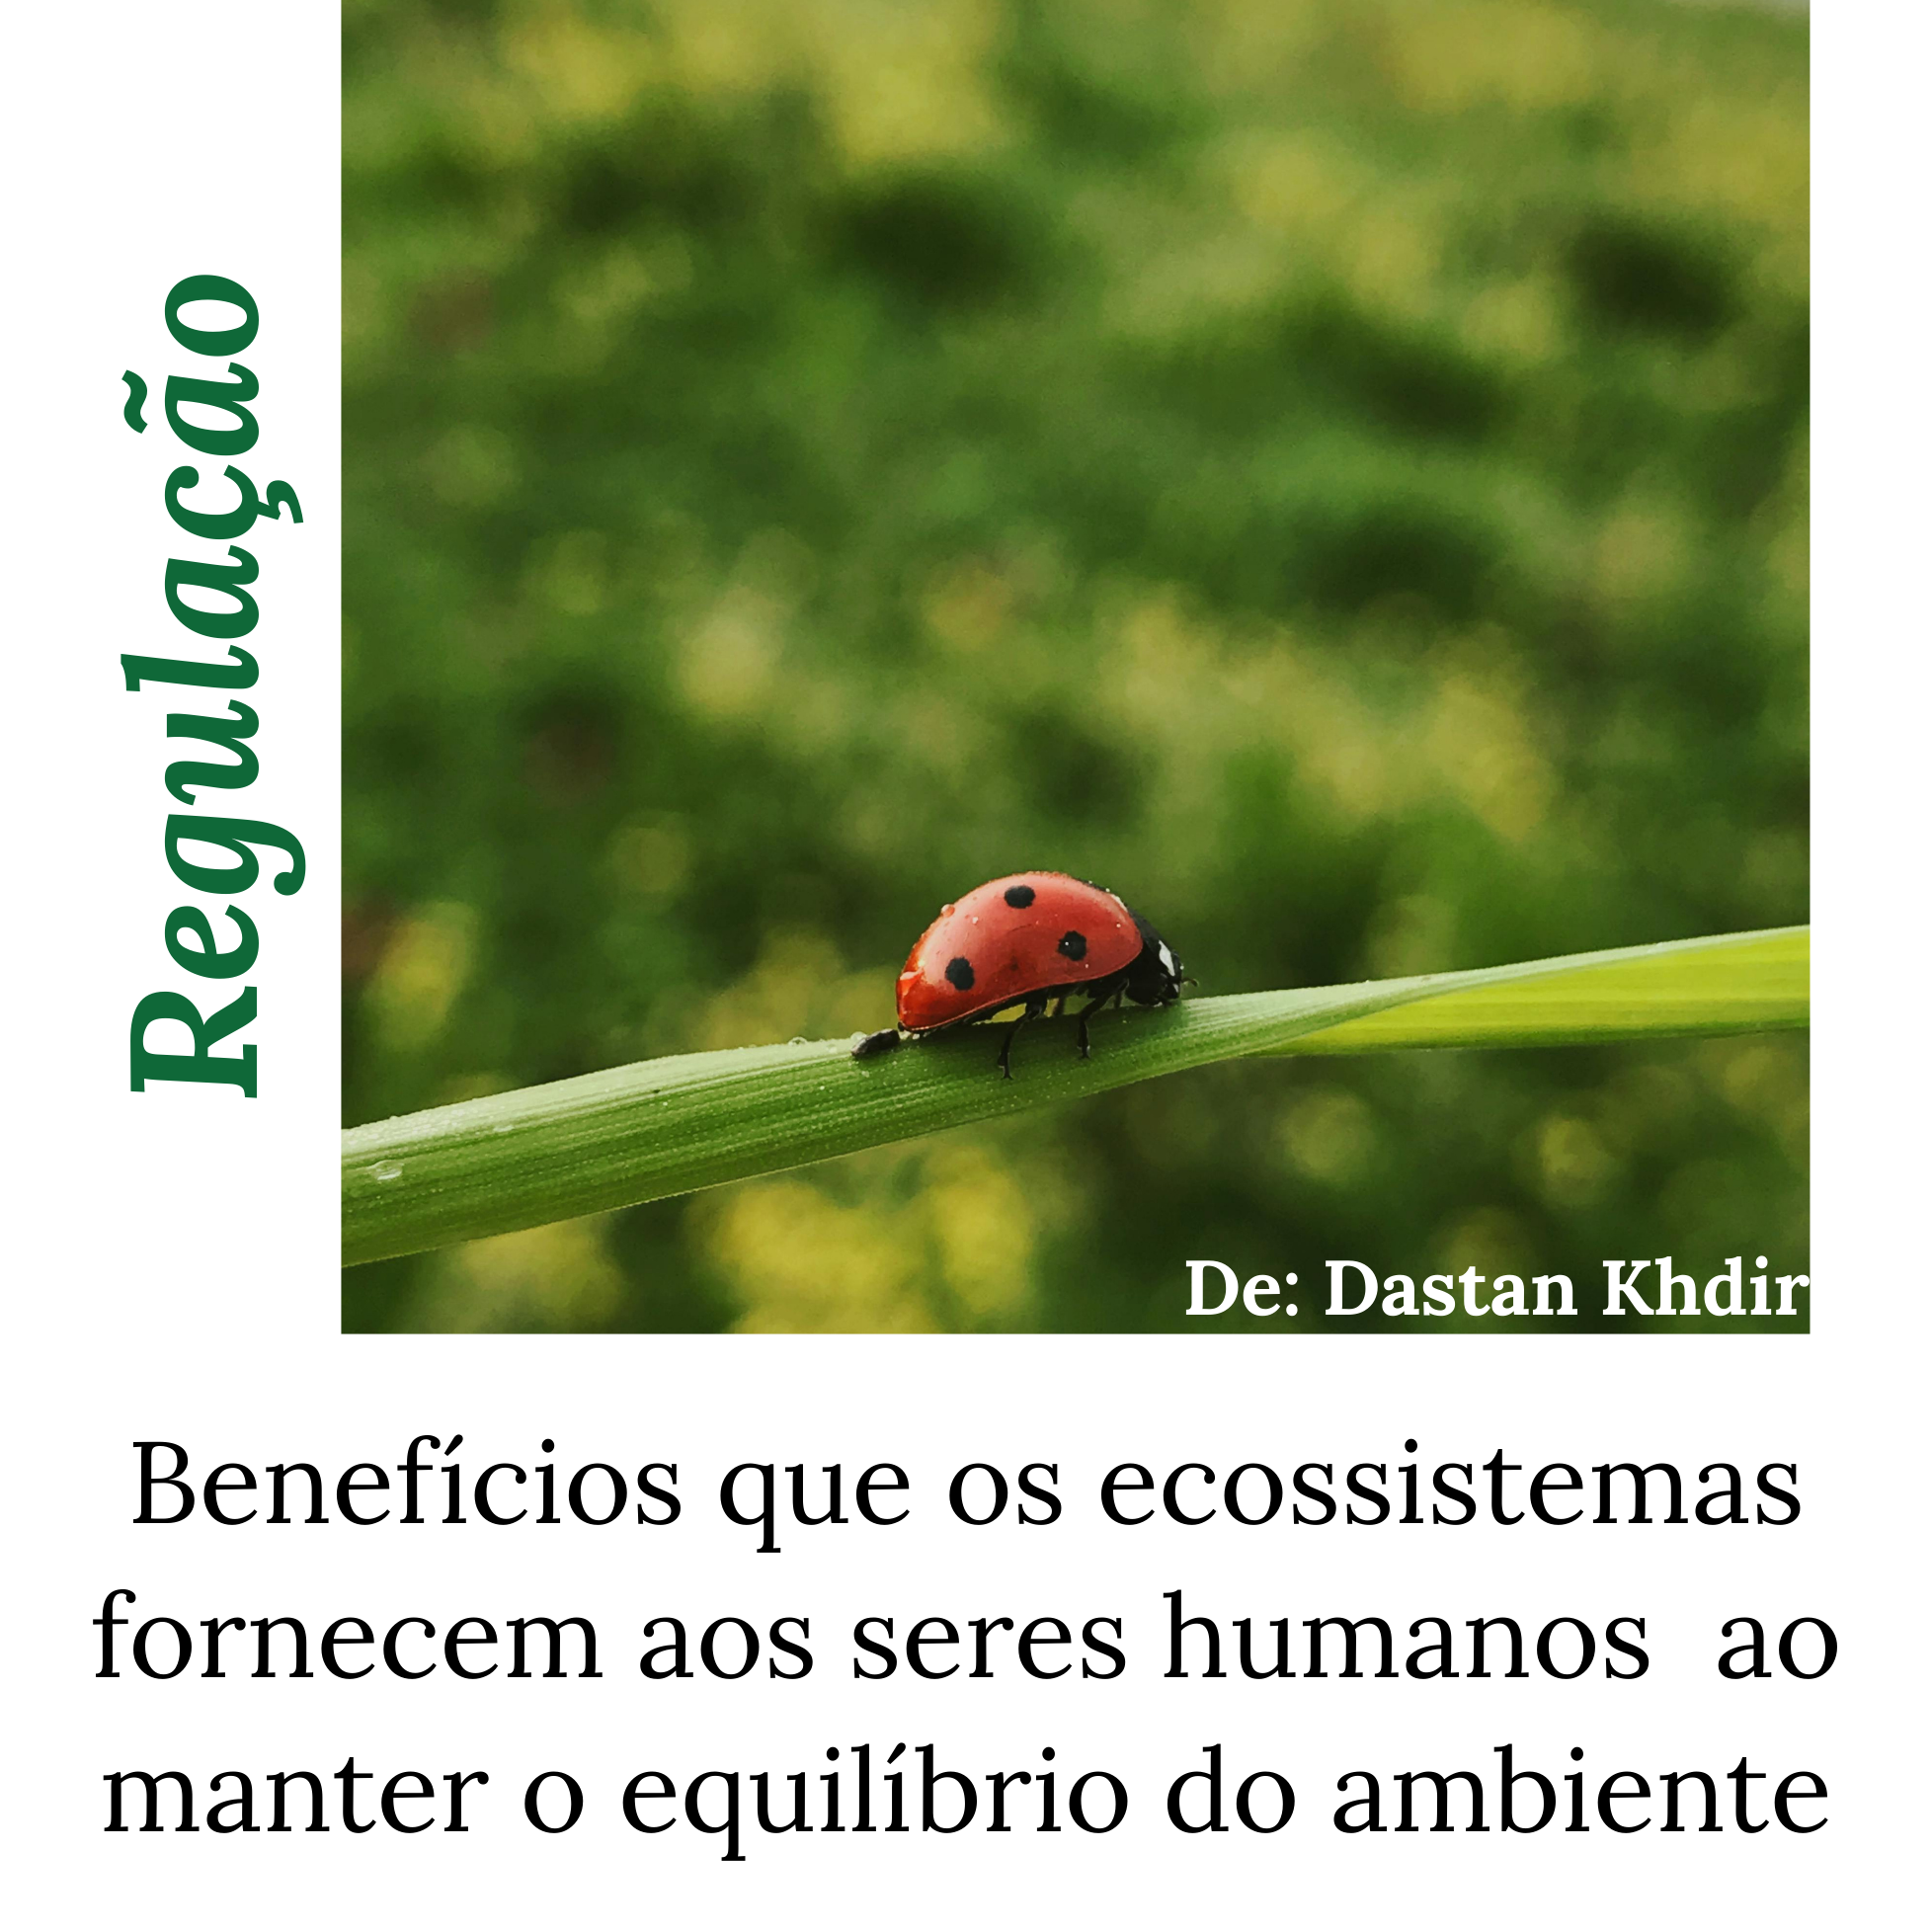 Regulação
De: Dastan Khdir
Benefícios que os ecossistemas
fornecem aos seres humanos  ao
manter o equilíbrio do ambiente